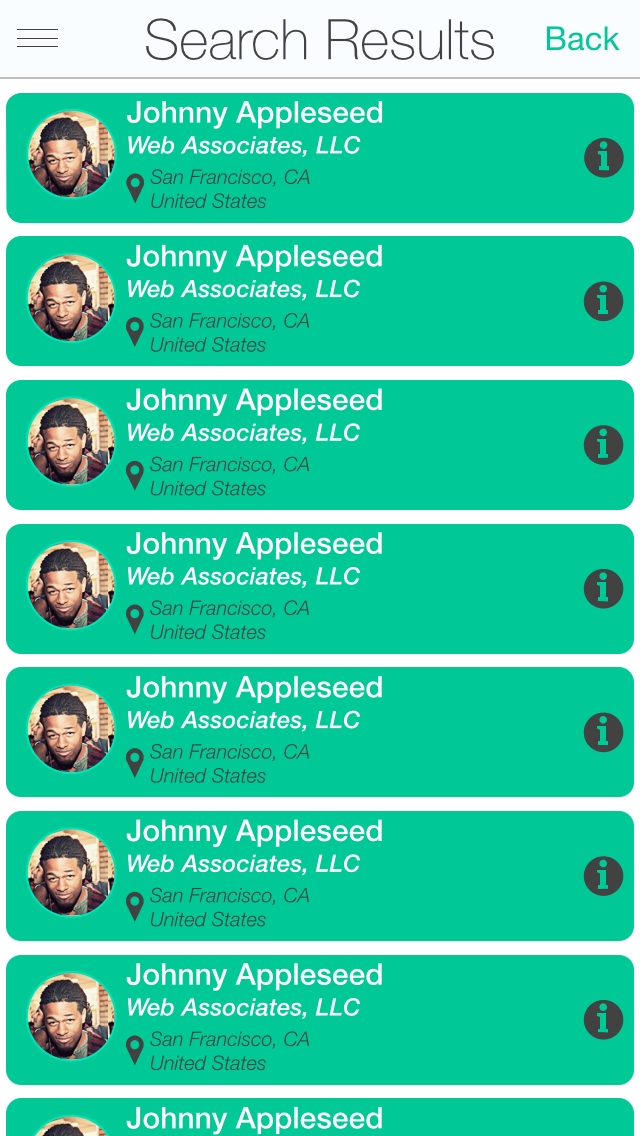 Search Results
Back
Johnny Appleseed
Web Associates, LLC
San Francisco, CA
United States
Johnny Appleseed
Web Associates, LLC
San Francisco, CA
United States
Johnny Appleseed
Web Associates, LLC
San Francisco, CA
United States
Johnny Appleseed
Web Associates, LLC
San Francisco, CA
United States
Johnny Appleseed
Web Associates, LLC
San Francisco, CA
United States
Johnny Appleseed
Web Associates, LLC
San Francisco, CA
United States
Johnny Appleseed
Web Associates, LLC
San Francisco, CA
United States
Johnny Appleseed